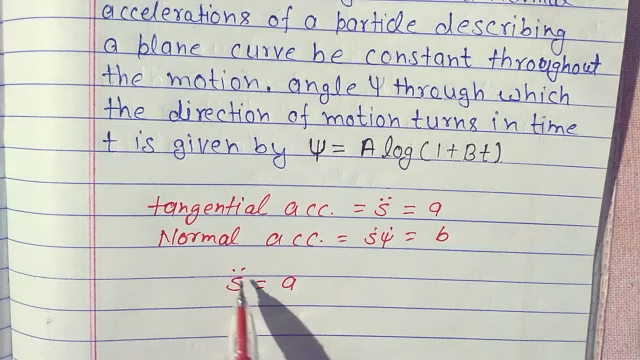 accelerations of a particle describing
a plane curve be constant throughout
the motion, angle ψ through which
the direction of motion turns in time
t is given by ψ = A log (1+Bt)
tangential acc. = s̈ = a
Normal acc. = ṡψ̇ = b
s̈ = a